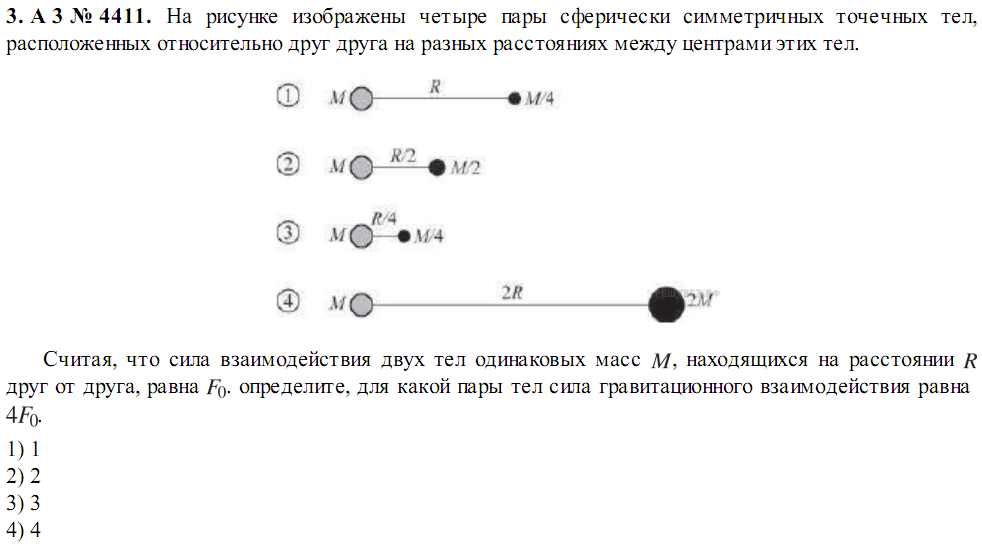 3. А 3 № 4411. На рисунке изображены четыре пары сферически симметричных точечных тел,
расположенных относительно друг друга на разных расстояниях между центрами этих тел.
1 M R M/4
2 M R/2 M/2
3 M R/4 M/4
4 M 2R 2M
Считая, что сила взаимодействия двух тел одинаковых масс M, находящихся на расстоянии R
друг от друга, равна F₀. определите, для какой пары тел сила гравитационного взаимодействия равна
4F₀.
1) 1
2) 2
3) 3
4) 4